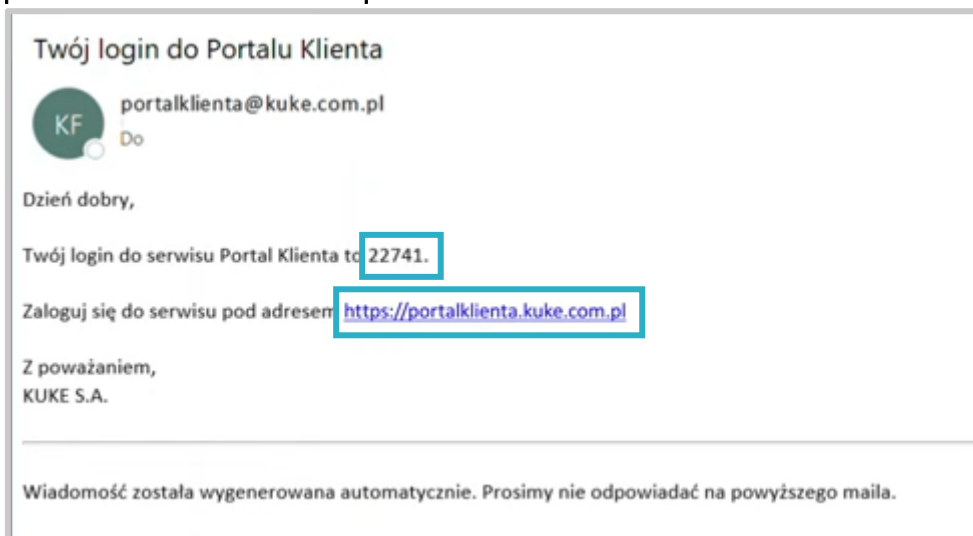 Twój login do Portalu Klienta
portalklienta@kuke.com.pl
KF
Do
Dzień dobry,
Twój login do serwisu Portal Klienta to 22741.
Zaloguj się do serwisu pod adresem https://portalklienta.kuke.com.pl
Z poważaniem,
KUKE S.A.
Wiadomość została wygenerowana automatycznie. Prosimy nie odpowiadać na powyższego maila.